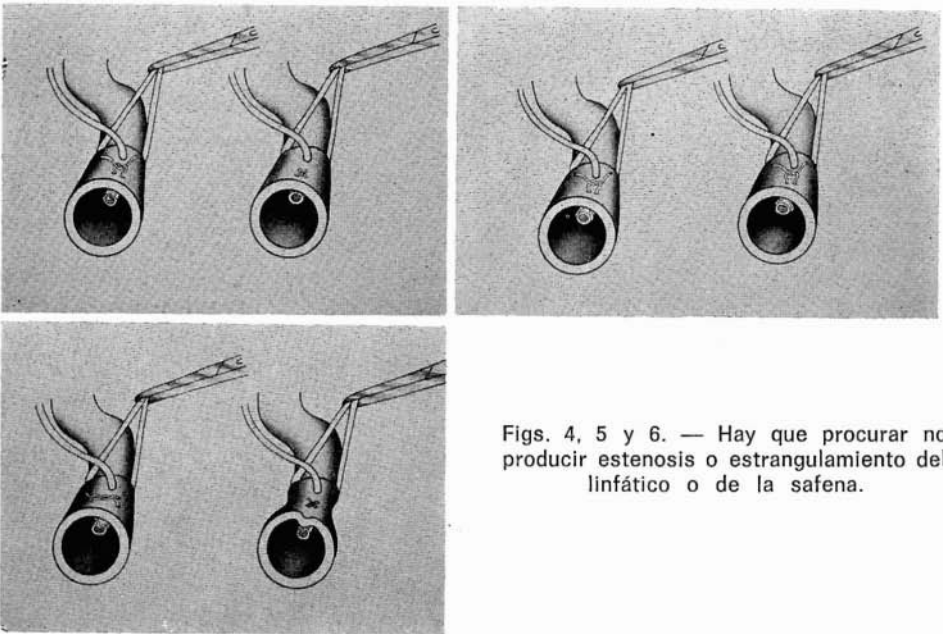 Figs. 4, 5 y 6. — Hay que procurar no
producir estenosis o estrangulamiento del
linfático o de la safena.